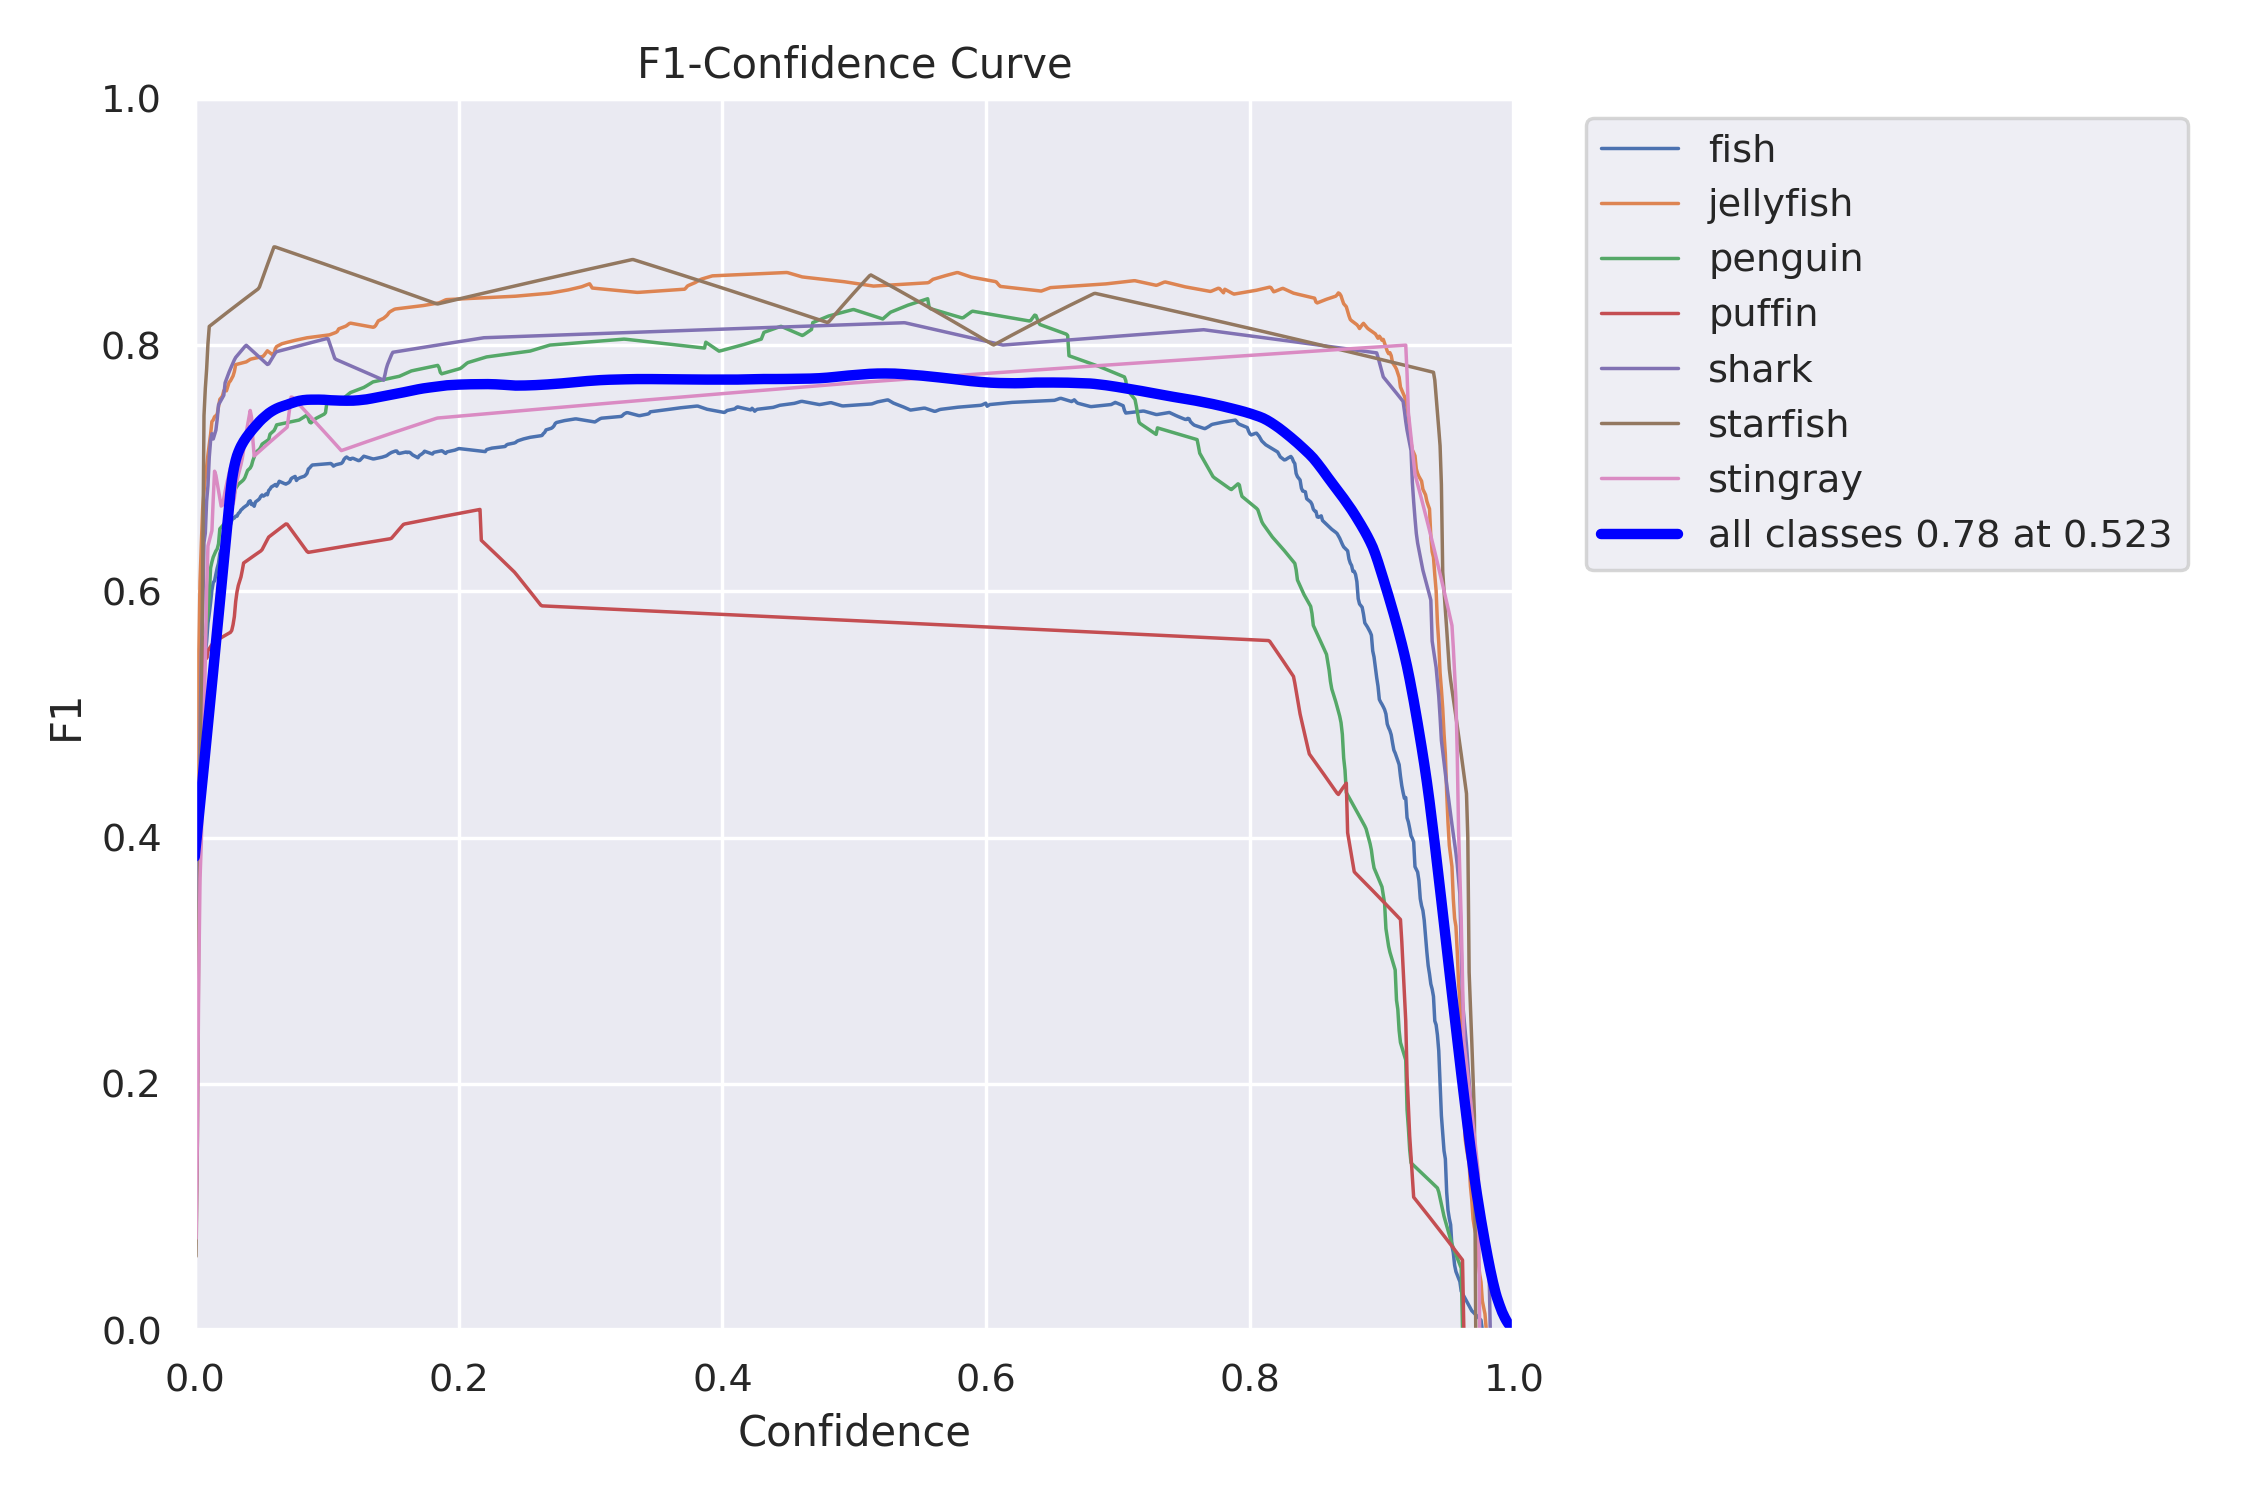 F1-Confidence Curve
1.0
0.8
0.6
0.4
0.2
0.0
F1
0.0 0.2 0.4 0.6 0.8 1.0
Confidence
fish
jellyfish
penguin
puffin
shark
starfish
stingray
all classes 0.78 at 0.523